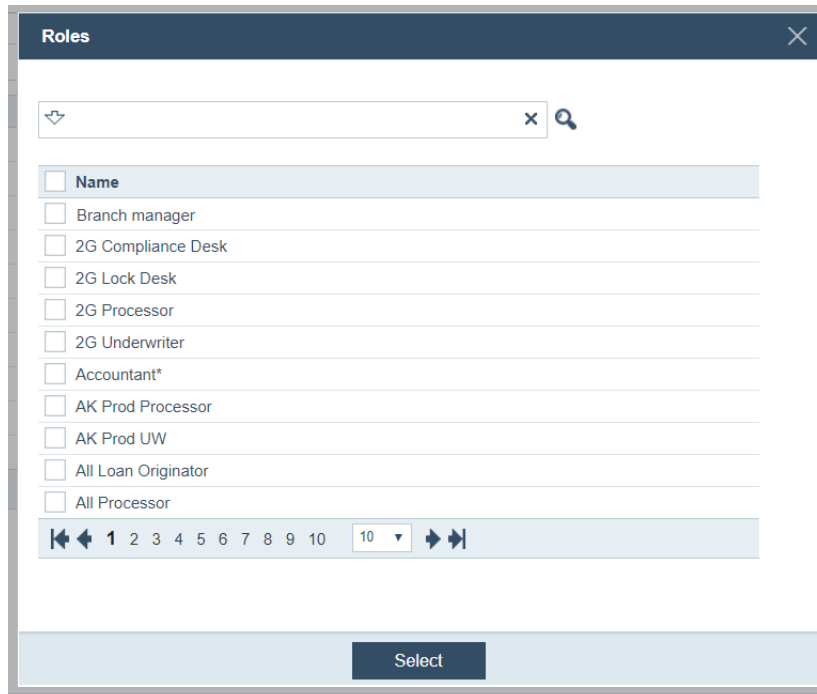 Roles
Name
Branch manager
2G Compliance Desk
2G Lock Desk
2G Processor
2G Underwriter
Accountant*
AK Prod Processor
AK Prod UW
All Loan Originator
All Processor
1 2 3 4 5 6 7 8 9 10 10
Select